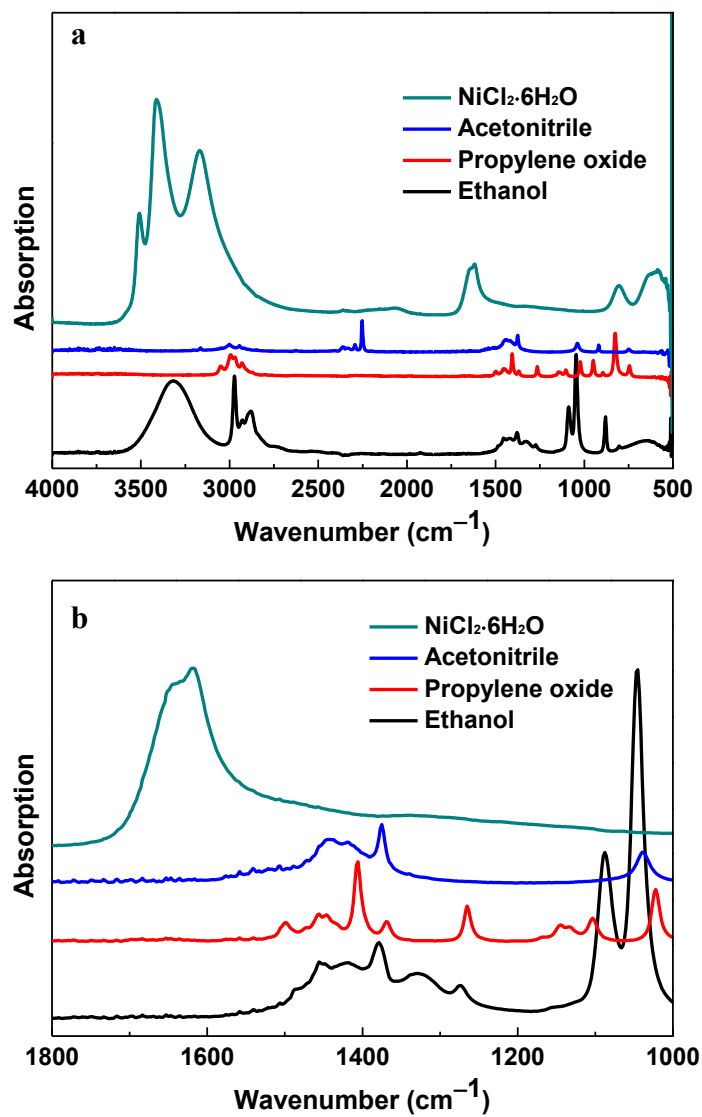 a
NiCl₂·6H₂O
Acetonitrile
Propylene oxide
Ethanol
Absorption
4000 3500 3000 2500 2000 1500 1000 500
Wavenumber (cm⁻¹)
b
NiCl₂·6H₂O
Acetonitrile
Propylene oxide
Ethanol
Absorption
1800 1600 1400 1200 1000
Wavenumber (cm⁻¹)